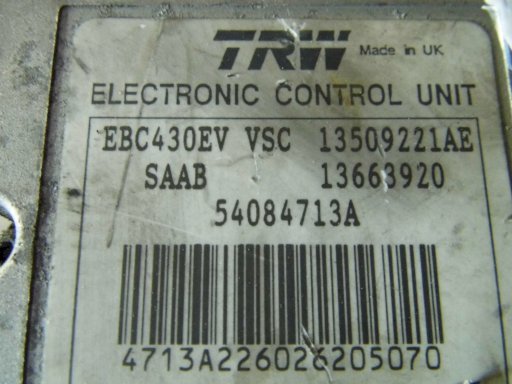 TRW Made in UK
ELECTRONIC CONTROL UNIT
EBC430EV VSC 13509221AE
SAAB 13663920
54084713A
4713A226026205070